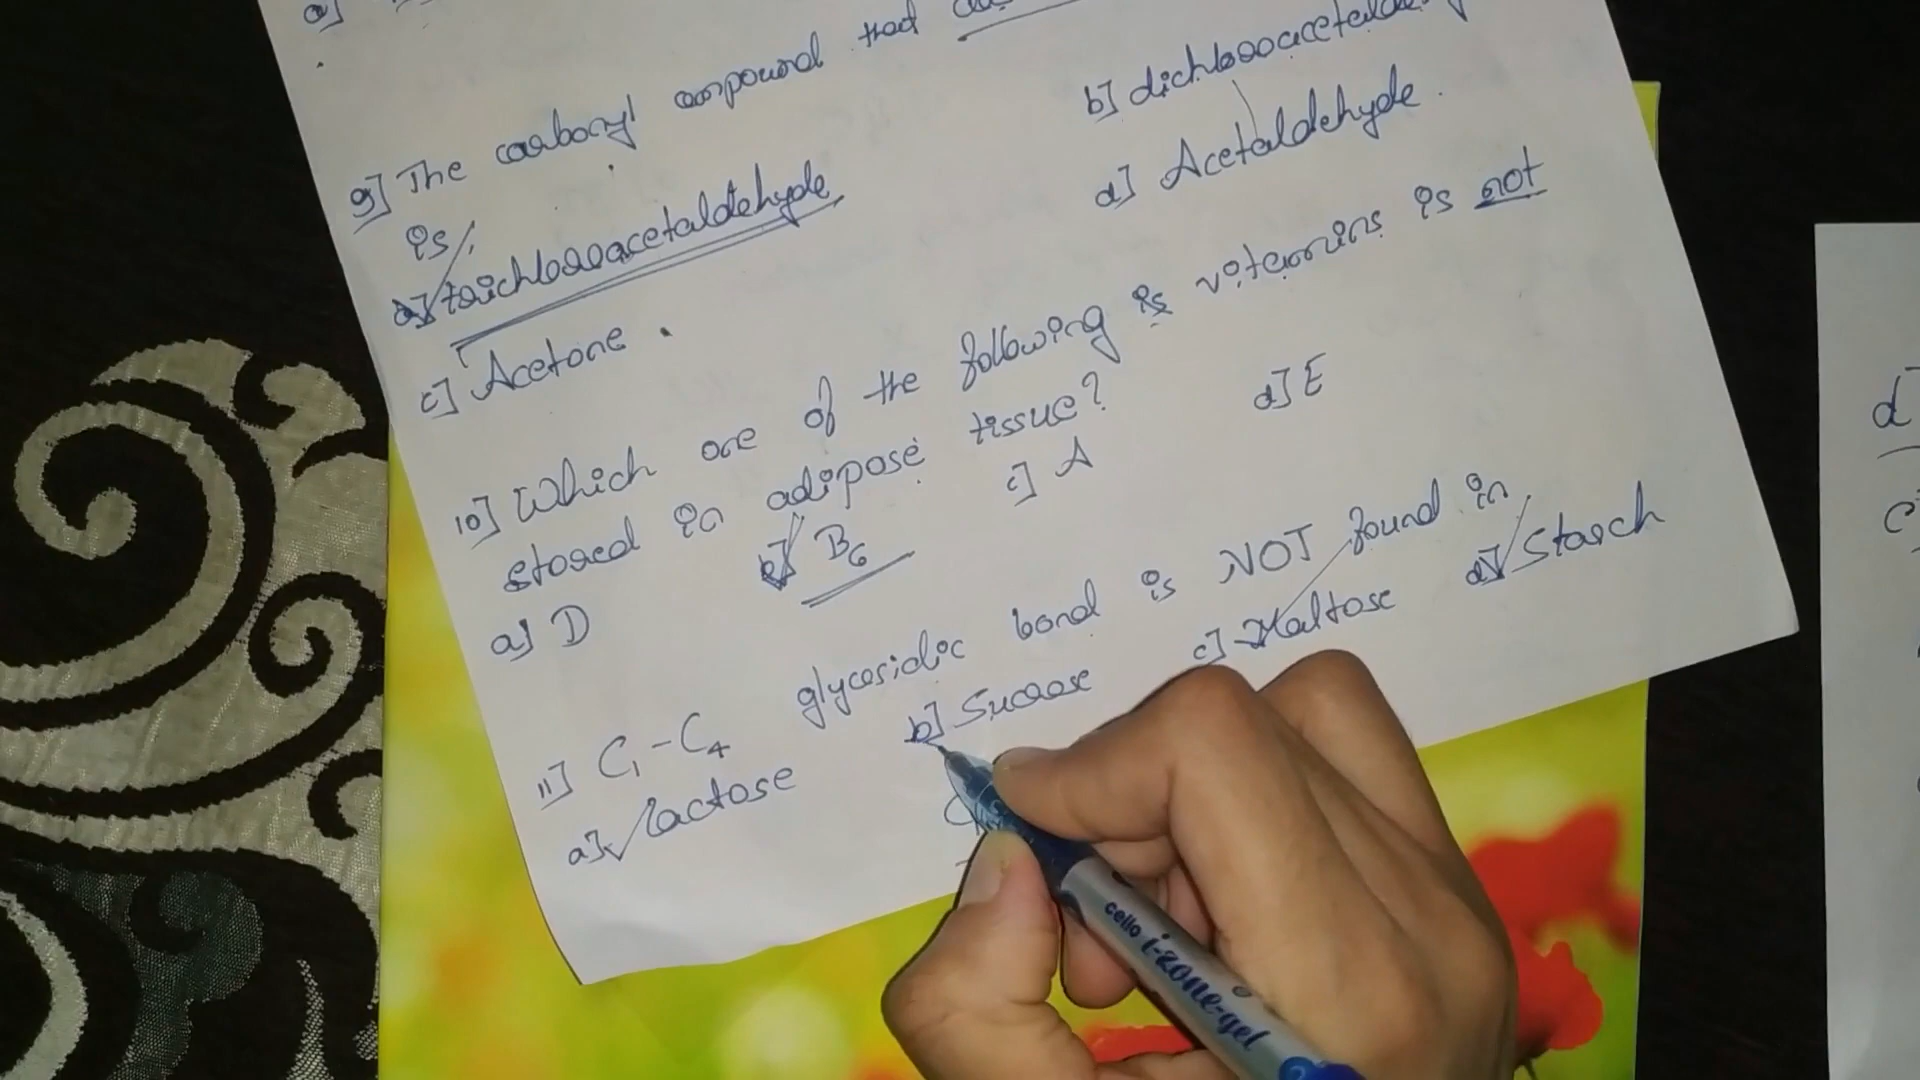 a]
9] The carbonyl compound that
is
a] trichloroacetaldehyde
b] dichloroacetaldehy
c] Acetone
d] Acetaldehyde
10] Which one of the following is vitamins is not
stored in adipose tissue?
a] D
b] B6
c] A
d] E
11] C1-C4 glycosidic bond is NOT found in
a] lactose
b] Sucrose
c] Maltose
d] Starch
cello i-zone-gel
d]
c